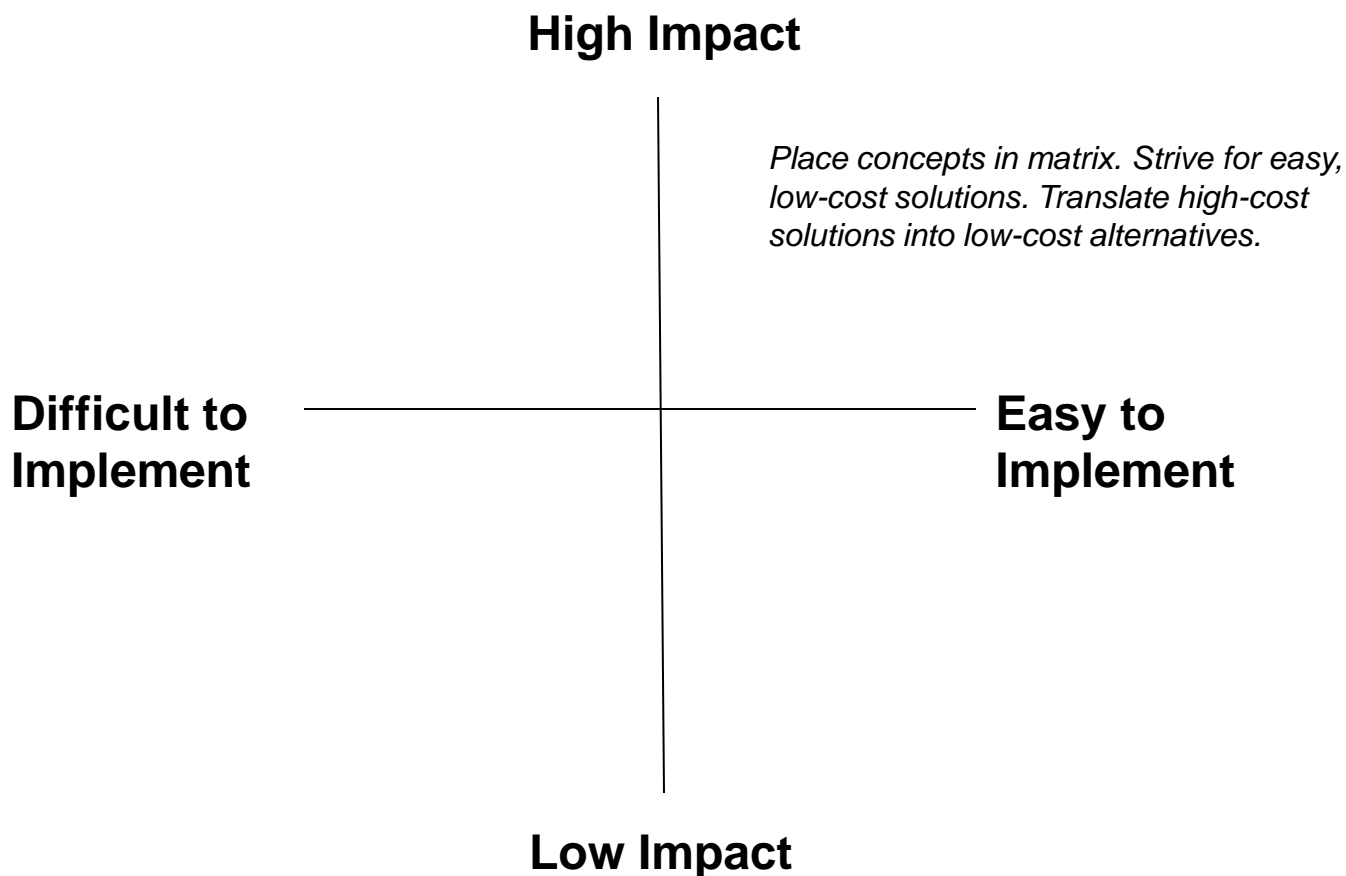 High Impact
Place concepts in matrix. Strive for easy,
low-cost solutions. Translate high-cost
solutions into low-cost alternatives.
Difficult to
Implement
Easy to
Implement
Low Impact